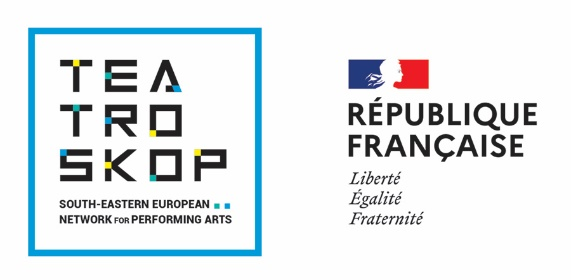 TEA
TRO
SKOP
SOUTH-EASTERN EUROPEAN
NETWORK FOR PERFORMING ARTS
RÉPUBLIQUE
FRANÇAISE
Liberté
Égalité
Fraternité